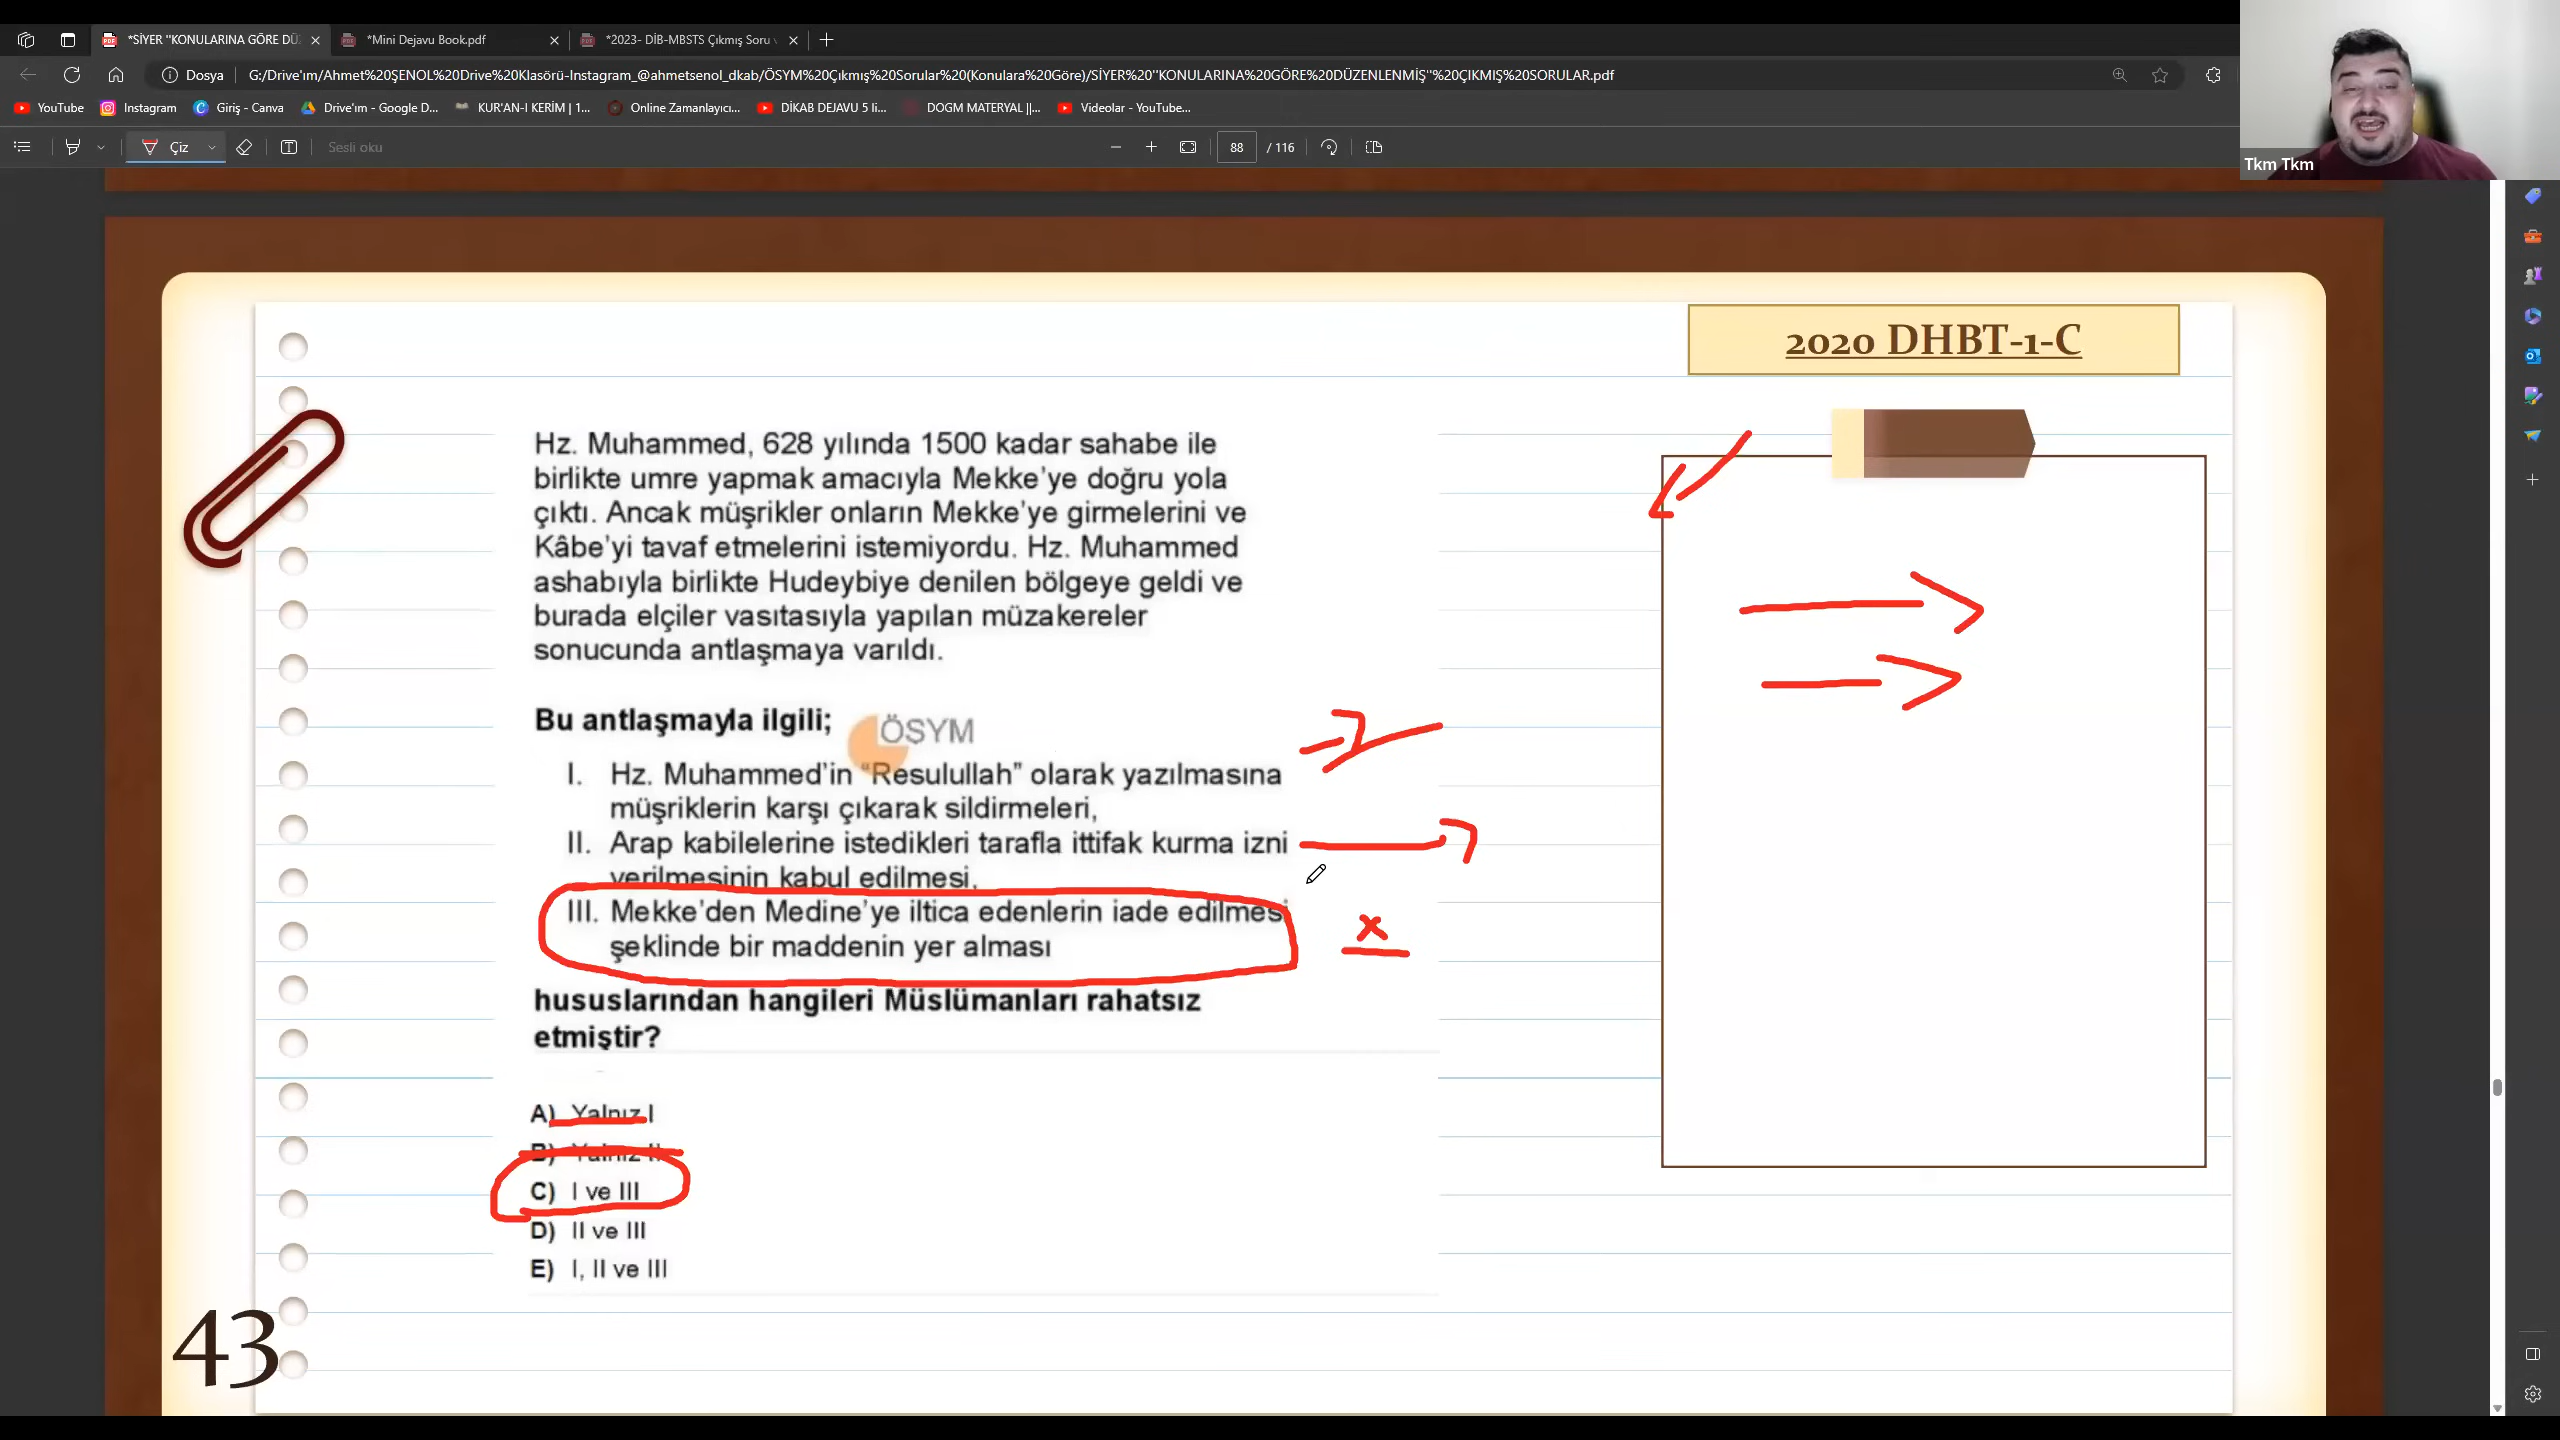 *SİYER "KONULARINA GÖRE DÜ
*Mini Dejavu Book.pdf
*2023- DİB-MBSTS Çıkmış Soru
Dosya
G:/Drive'ım/Ahmet%20ŞENOL%20Drive%20Klasörü-Instagram_@ahmetsenol_dkab/ÖSYM%20Çıkmış%20Sorular%20(Konulara%20Göre)/SİYER%20''KONULARINA%20GÖRE%20DÜZENLENMİŞ''%20ÇIKMIŞ%20SORULAR.pdf
YouTube
Instagram
Giriş - Canva
Drive'ım - Google D...
KUR'AN-I KERİM | 1...
Online Zamanlayıcı...
DİKAB DEJAVU 5 li...
DOGM MATERYAL ||...
Videolar - YouTube...
Çiz
Sesli oku
88 / 116
Tkm Tkm
2020 DHBT-1-C
Hz. Muhammed, 628 yılında 1500 kadar sahabe ile
birlikte umre yapmak amacıyla Mekke'ye doğru yola
çıktı. Ancak müşrikler onların Mekke'ye girmelerini ve
Kâbe'yi tavaf etmelerini istemiyordu. Hz. Muhammed
ashabıyla birlikte Hudeybiye denilen bölgeye geldi ve
burada elçiler vasıtasıyla yapılan müzakereler
sonucunda antlaşmaya varıldı.
Bu antlaşmayla ilgili;
ÖSYM
I. Hz. Muhammed'in "Resulullah" olarak yazılmasına
müşriklerin karşı çıkarak sildirmeleri,
II. Arap kabilelerine istedikleri tarafla ittifak kurma izni
verilmesinin kabul edilmesi,
III. Mekke'den Medine'ye iltica edenlerin iade edilmesi
şeklinde bir maddenin yer alması
x
hususlarından hangileri Müslümanları rahatsız
etmiştir?
A) Yalnız I
B) Yalnız II
C) I ve III
D) II ve III
E) I, II ve III
43